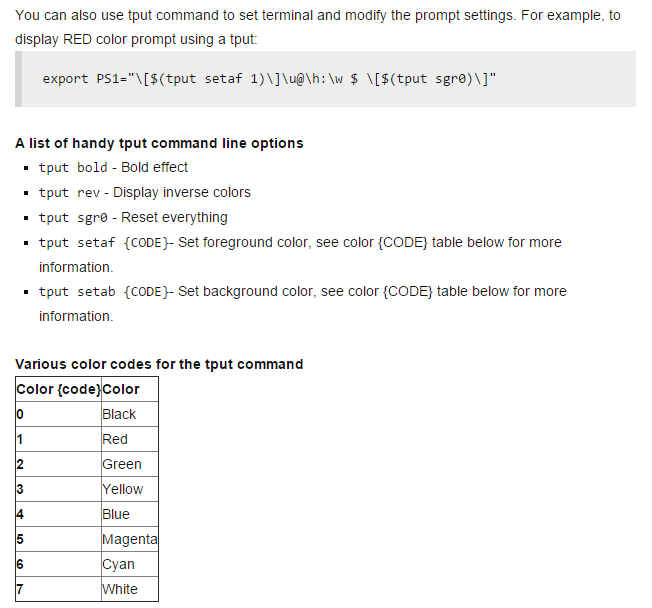 You can also use tput command to set terminal and modify the prompt settings. For example, to
display RED color prompt using a tput:
export PS1="\[$(tput setaf 1)\]\u@\h:\w $ \[$(tput sgr0)\]"
A list of handy tput command line options
▪ tput bold - Bold effect
▪ tput rev - Display inverse colors
▪ tput sgr0 - Reset everything
▪ tput setaf {CODE}- Set foreground color, see color {CODE} table below for more
information.
▪ tput setab {CODE}- Set background color, see color {CODE} table below for more
information.
Various color codes for the tput command
Color {code} Color
0 Black
1 Red
2 Green
3 Yellow
4 Blue
5 Magenta
6 Cyan
7 White